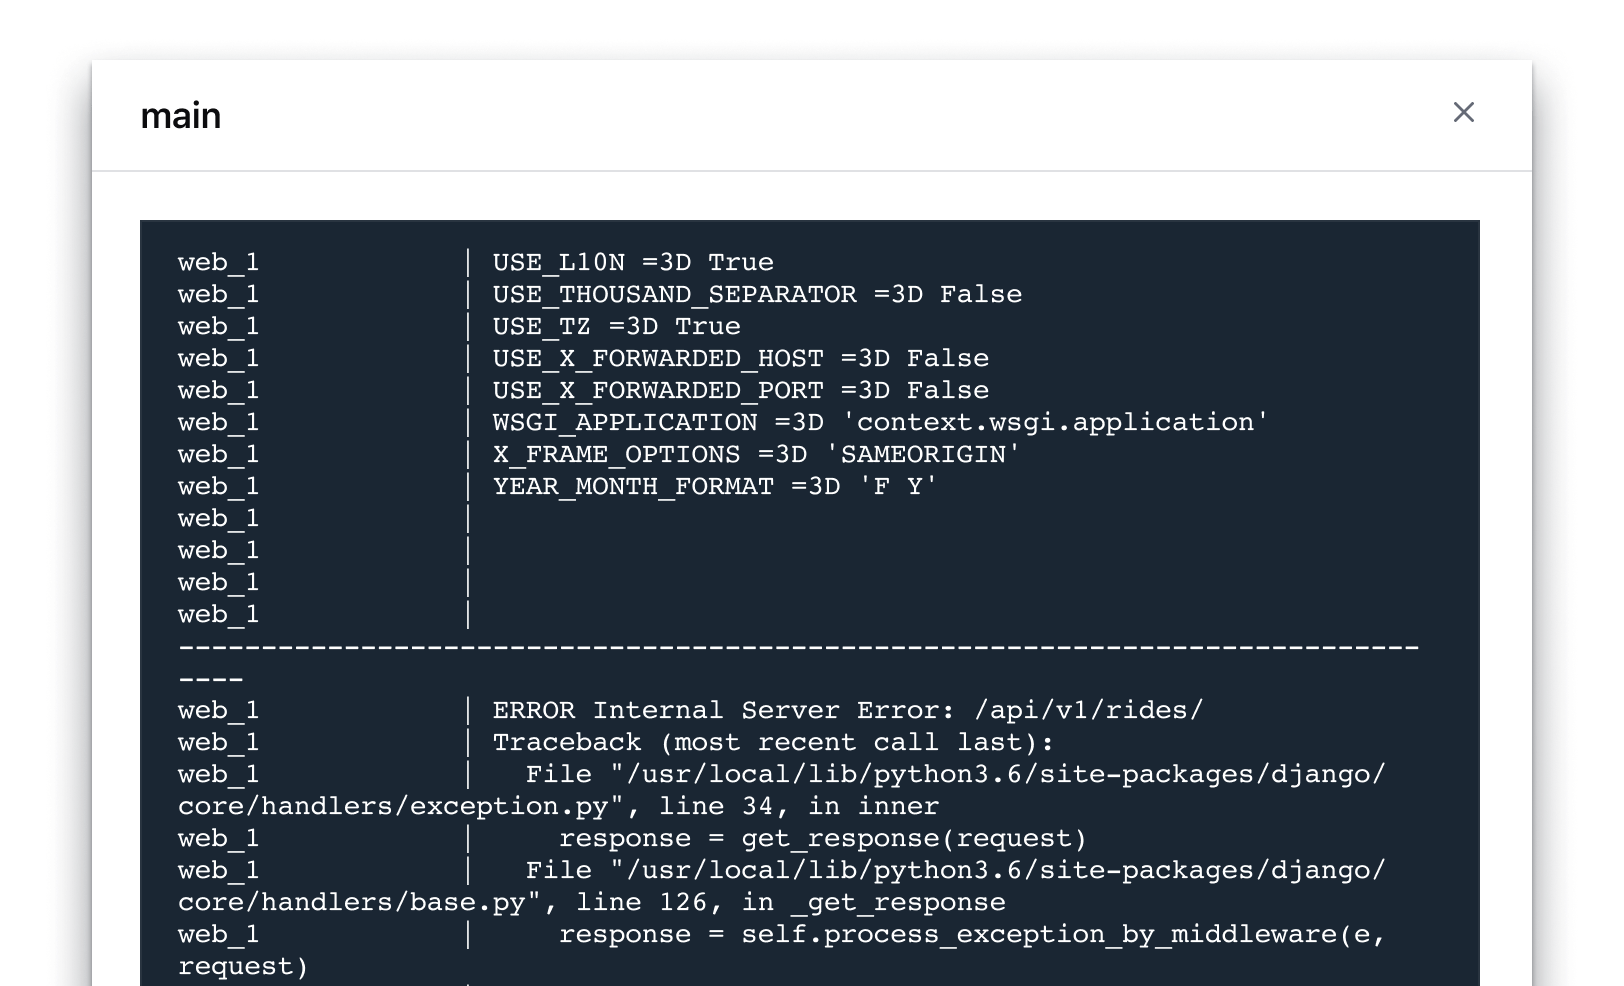 main
web_1 | USE_L10N =3D True
web_1 | USE_THOUSAND_SEPARATOR =3D False
web_1 | USE_TZ =3D True
web_1 | USE_X_FORWARDED_HOST =3D False
web_1 | USE_X_FORWARDED_PORT =3D False
web_1 | WSGI_APPLICATION =3D 'context.wsgi.application'
web_1 | X_FRAME_OPTIONS =3D 'SAMEORIGIN'
web_1 | YEAR_MONTH_FORMAT =3D 'F Y'
web_1 |
web_1 |
web_1 |
web_1 |
---------------------------------------------------------------------------
----
web_1 | ERROR Internal Server Error: /api/v1/rides/
web_1 | Traceback (most recent call last):
web_1 |   File "/usr/local/lib/python3.6/site-packages/django/
core/handlers/exception.py", line 34, in inner
web_1 |     response = get_response(request)
web_1 |   File "/usr/local/lib/python3.6/site-packages/django/
core/handlers/base.py", line 126, in _get_response
web_1 |     response = self.process_exception_by_middleware(e,
request)